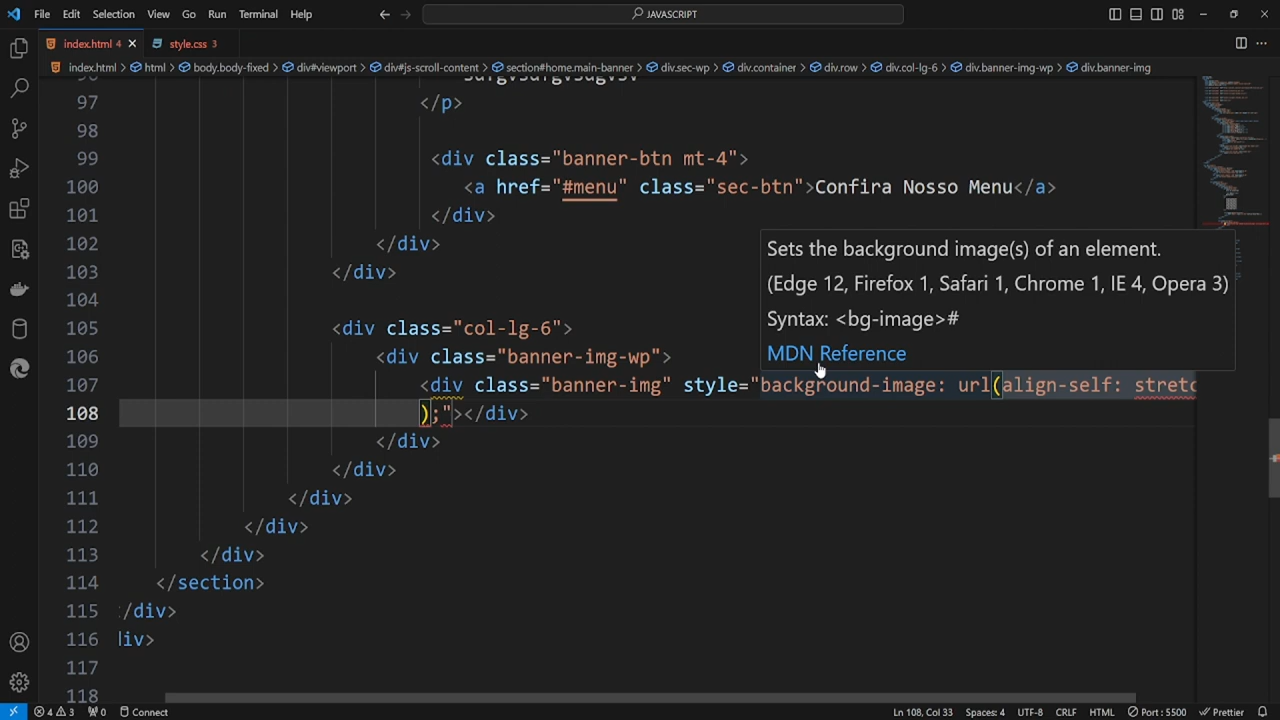 File Edit Selection View Go Run Terminal Help JAVASCRIPT
index.html 4 style.css 3
index.html html body.body-fixed div#viewport div#js-scroll-content section#home.main-banner div.sec-wp div.container div.row div.col-lg-6 div.banner-img-wp div.banner-img
97 </p>
98
99 <div class="banner-btn mt-4">
100 <a href="#menu" class="sec-btn">Confira Nosso Menu</a>
101 </div>
102 </div>
103 </div>
104
Sets the background image(s) of an element.
(Edge 12, Firefox 1, Safari 1, Chrome 1, IE 4, Opera 3)
Syntax: <bg-image>#
MDN Reference
105 <div class="col-lg-6">
106 <div class="banner-img-wp">
107 <div class="banner-img" style="background-image: url(align-self: stretc
108 );"></div>
109 </div>
110 </div>
111 </div>
112 </div>
113 </div>
114 </section>
115 /div>
116 div>
117
118
4 3 0 Connect Ln 108, Col 33 Spaces: 4 UTF-8 CRLF HTML Port : 5500 Prettier